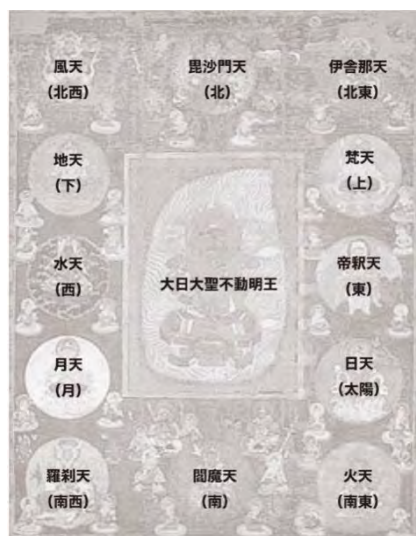 風天
(北西)
毘沙門天
(北)
伊舎那天
(北東)
地天
(下)
梵天
(上)
水天
(西)
大日大聖不動明王
帝釈天
(東)
月天
(月)
日天
(太陽)
羅刹天
(南西)
閻魔天
(南)
火天
(南東)